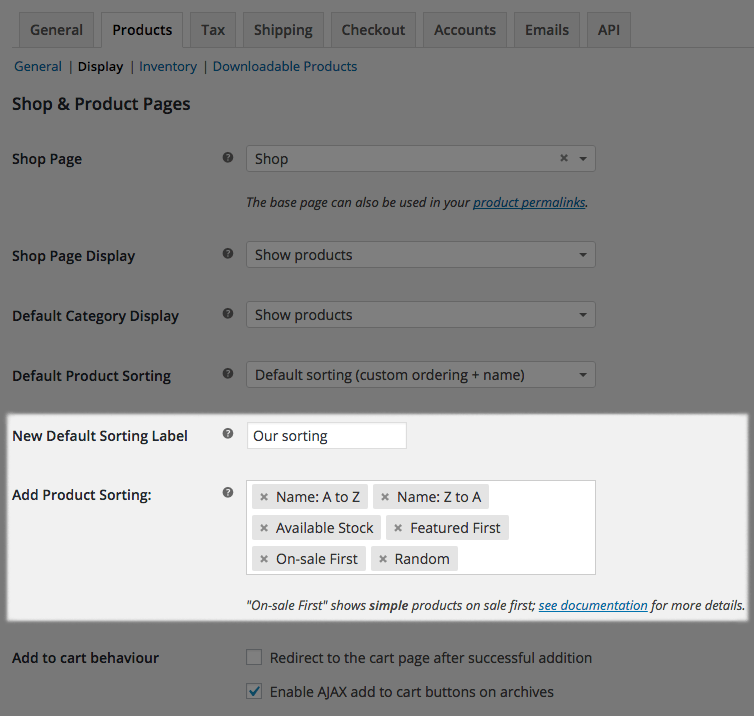 General Products Tax Shipping Checkout Accounts Emails API
General | Display | Inventory | Downloadable Products
Shop & Product Pages
Shop Page ? Shop ×
The base page can also be used in your product permalinks.
Shop Page Display ? Show products
Default Category Display ? Show products
Default Product Sorting ? Default sorting (custom ordering + name)
New Default Sorting Label ? Our sorting
Add Product Sorting: ? × Name: A to Z × Name: Z to A
× Available Stock × Featured First
× On-sale First × Random
"On-sale First" shows simple products on sale first; see documentation for more details.
Add to cart behaviour Redirect to the cart page after successful addition
Enable AJAX add to cart buttons on archives